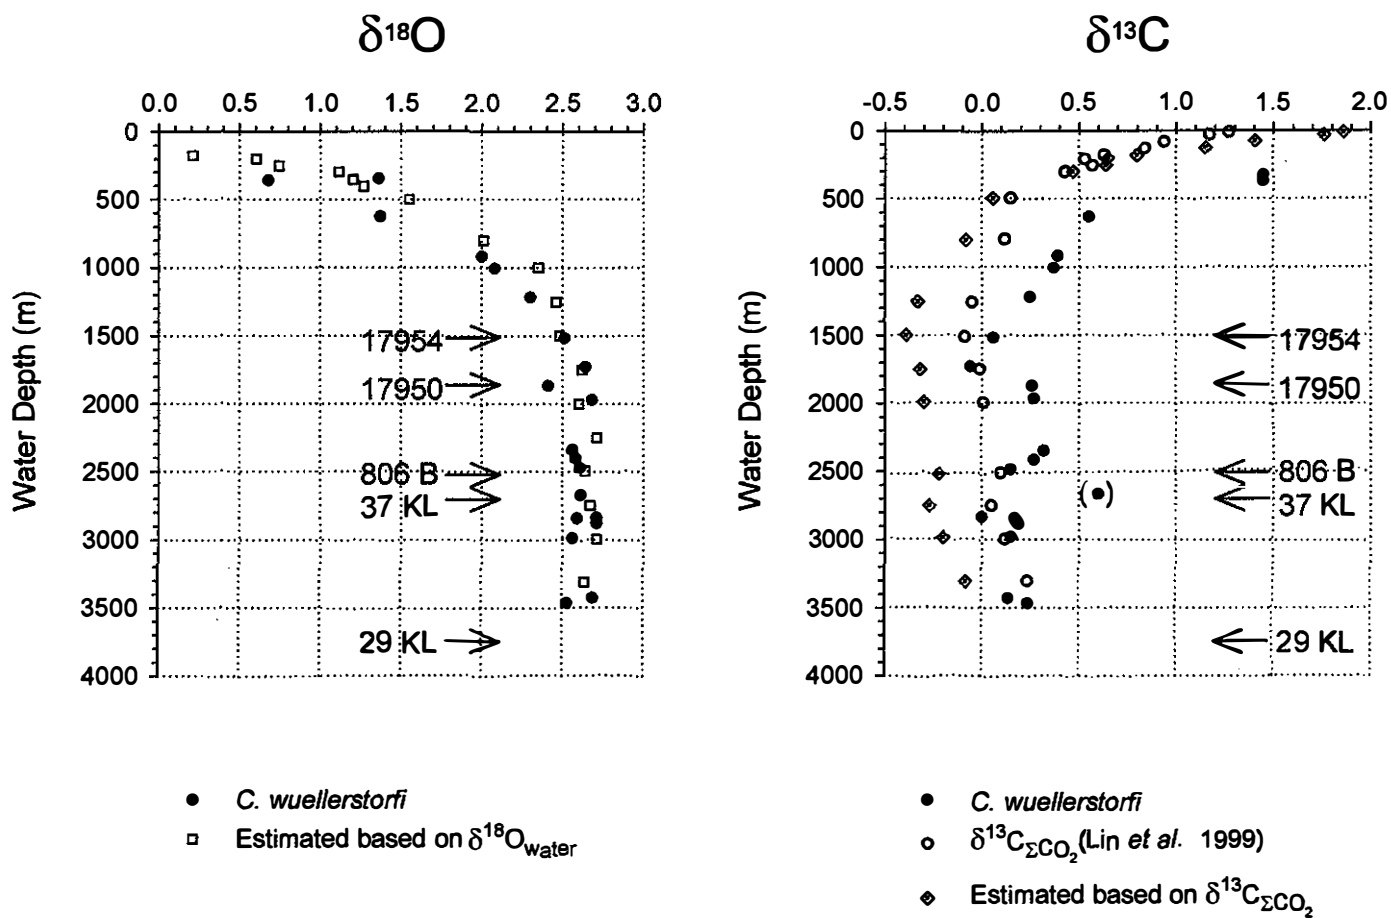 δ¹⁸O
0.0 0.5 1.0 1.5 2.0 2.5 3.0
0
500
1000
1500
2000
2500
3000
3500
4000
Water Depth (m)
17954
17950
806 B
37 KL
29 KL
C. wuellerstorfi
Estimated based on δ¹⁸O_water
δ¹³C
-0.5 0.0 0.5 1.0 1.5 2.0
0
500
1000
1500
2000
2500
3000
3500
4000
Water Depth (m)
( )
17954
17950
806 B
37 KL
29 KL
C. wuellerstorfi
δ¹³C_ΣCO₂(Lin et al. 1999)
Estimated based on δ¹³C_ΣCO₂